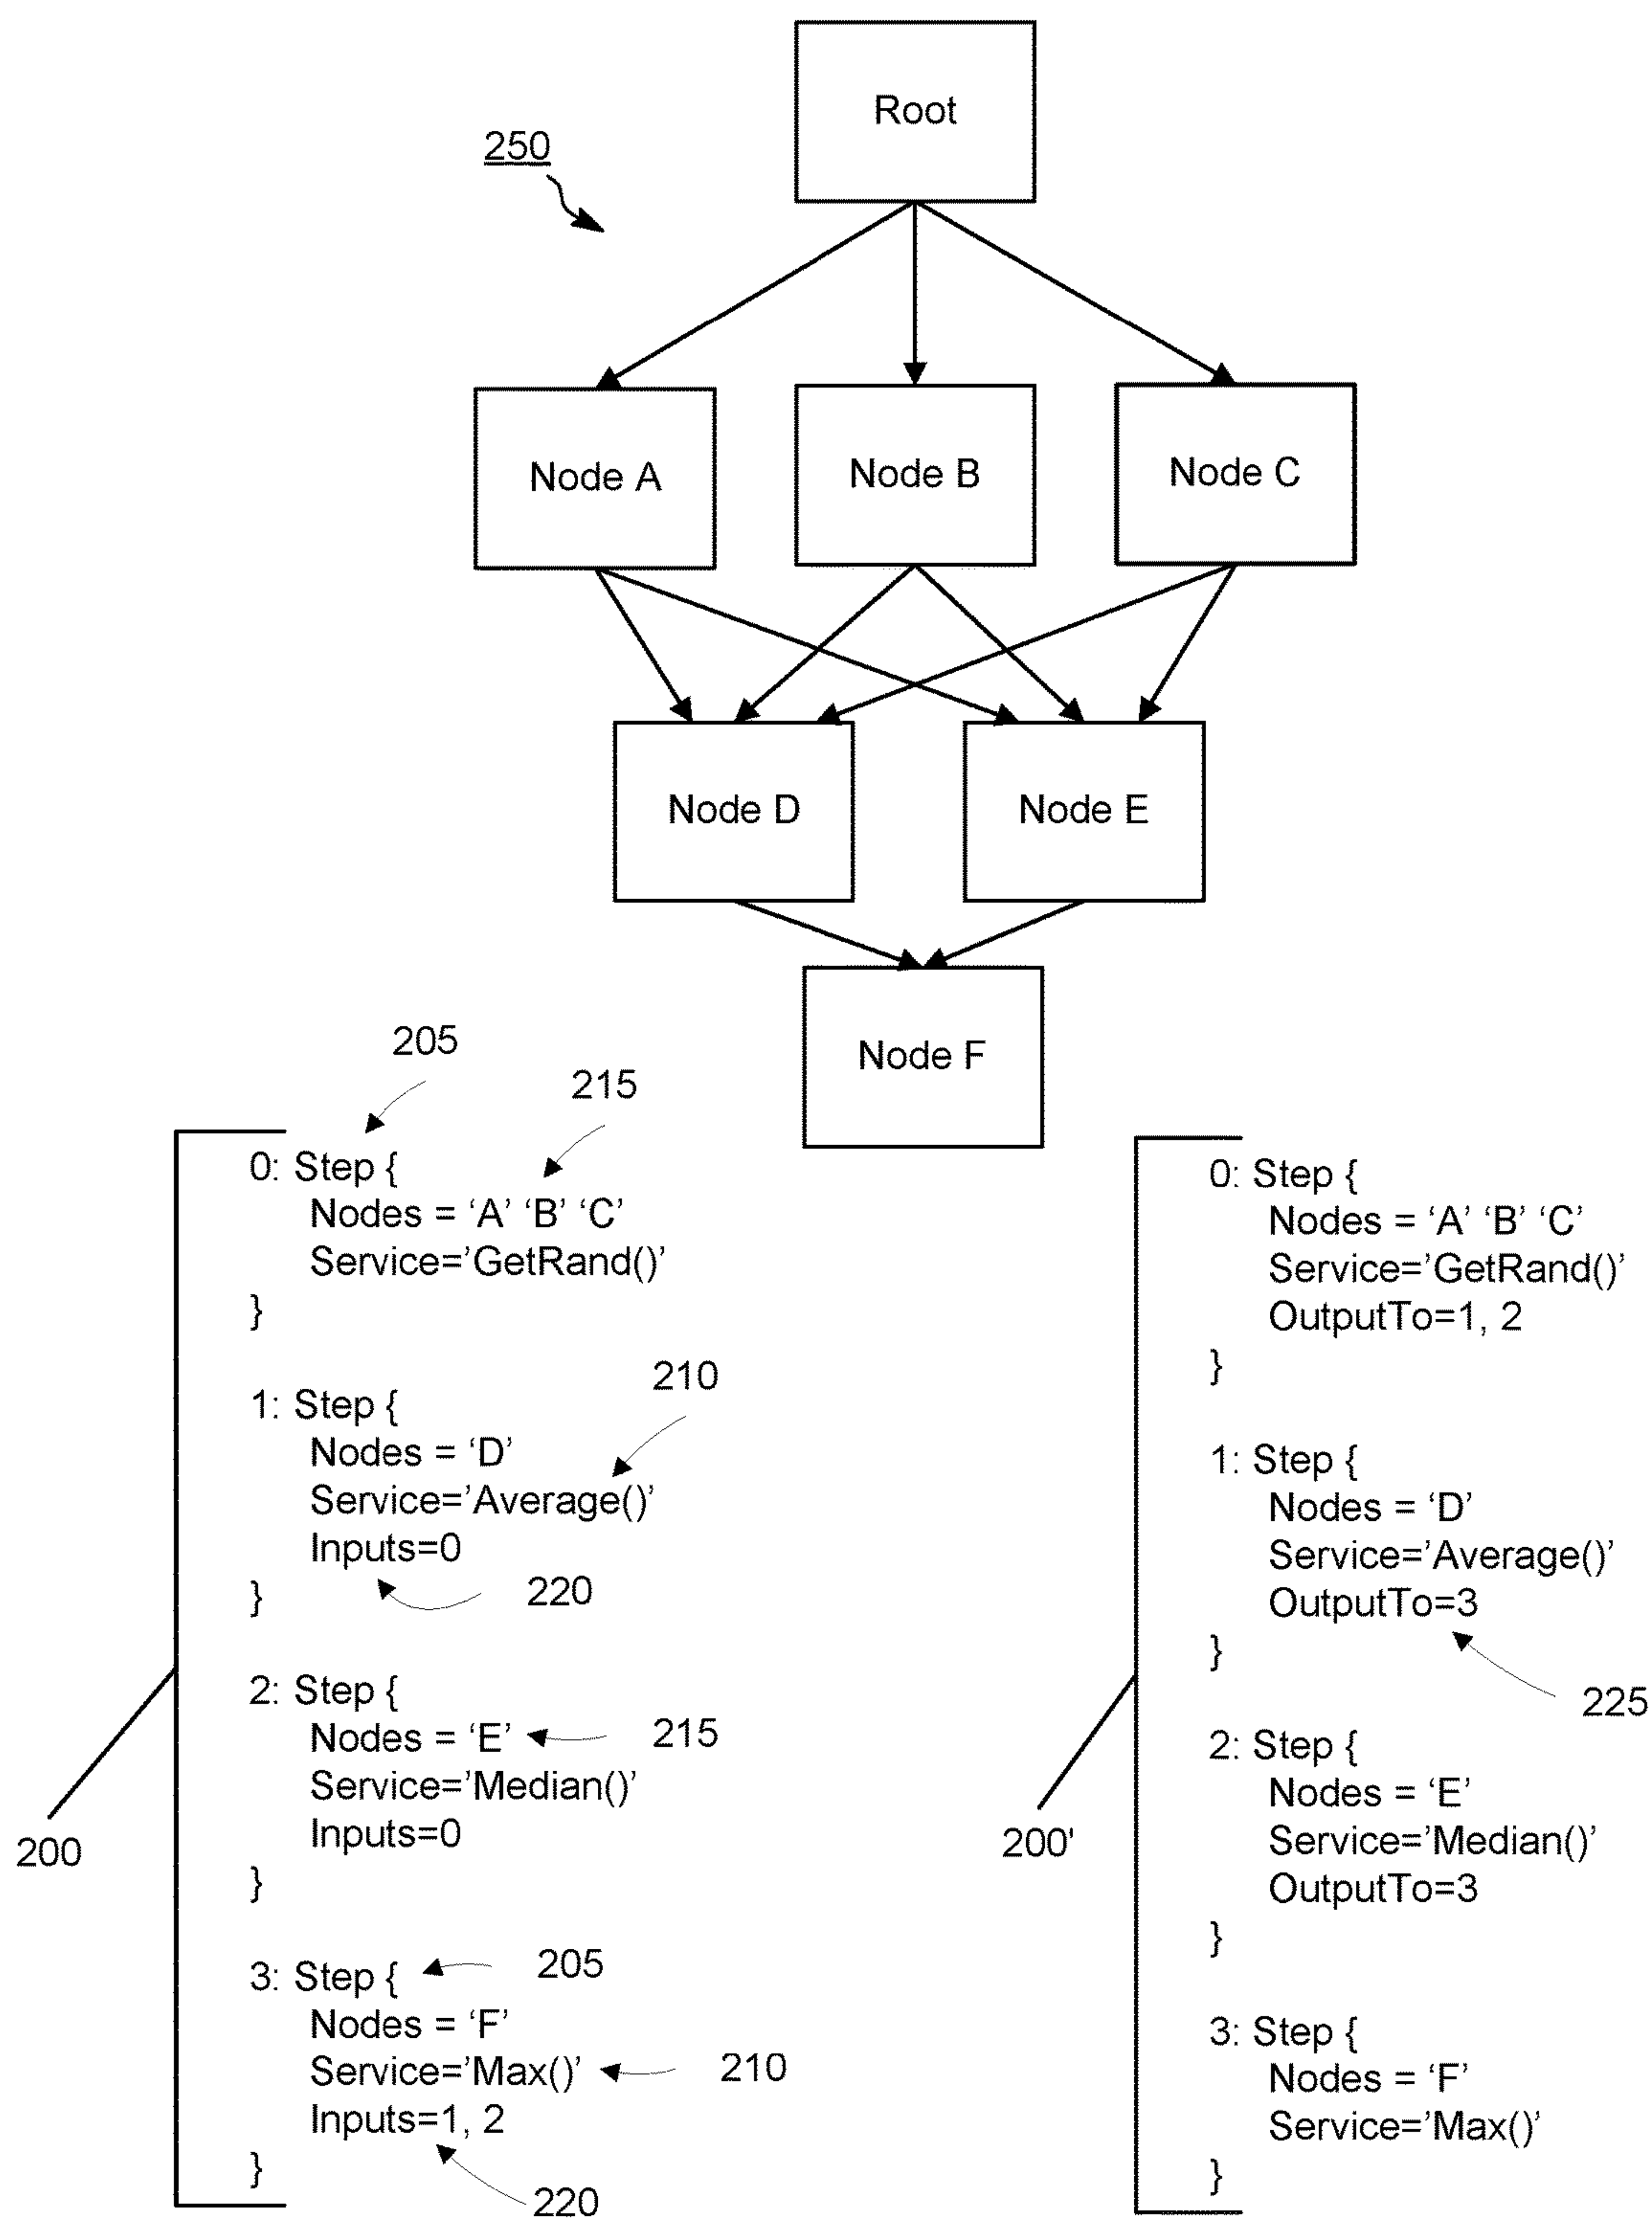 Root
250
Node A
Node B
Node C
Node D
Node E
Node F
205
215
0: Step {
Nodes = ‘A’ ‘B’ ‘C’
Service=’GetRand()’
}
210
1: Step {
Nodes = ‘D’
Service=’Average()’
Inputs=0
220
}
2: Step {
Nodes = ‘E’
215
Service=’Median()’
Inputs=0
}
200
3: Step {
205
Nodes = ‘F’
Service=’Max()’
210
Inputs=1, 2
}
220
0: Step {
Nodes = ‘A’ ‘B’ ‘C’
Service=’GetRand()’
OutputTo=1, 2
}
1: Step {
Nodes = ‘D’
Service=’Average()’
OutputTo=3
}
225
2: Step {
Nodes = ‘E’
Service=’Median()’
OutputTo=3
}
200'
3: Step {
Nodes = ‘F’
Service=’Max()’
}